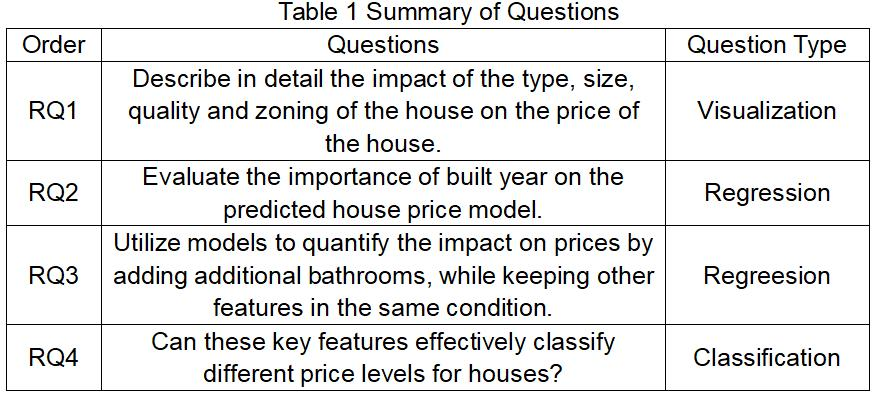 Table 1 Summary of Questions
Order Questions Question Type
RQ1 Describe in detail the impact of the type, size, quality and zoning of the house on the price of the house. Visualization
RQ2 Evaluate the importance of built year on the predicted house price model. Regression
RQ3 Utilize models to quantify the impact on prices by adding additional bathrooms, while keeping other features in the same condition. Regreesion
RQ4 Can these key features effectively classify different price levels for houses? Classification